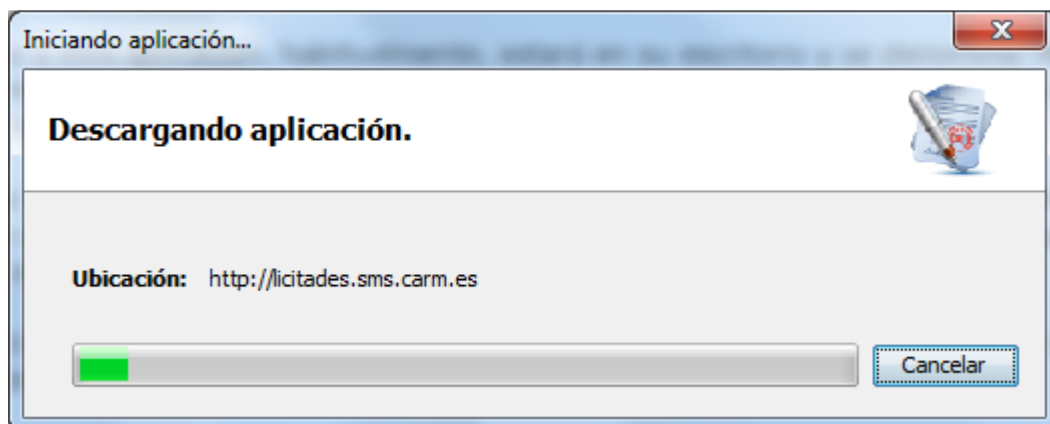 Iniciando aplicación...
Descargando aplicación.
Ubicación: http://licitades.sms.carm.es
Cancelar